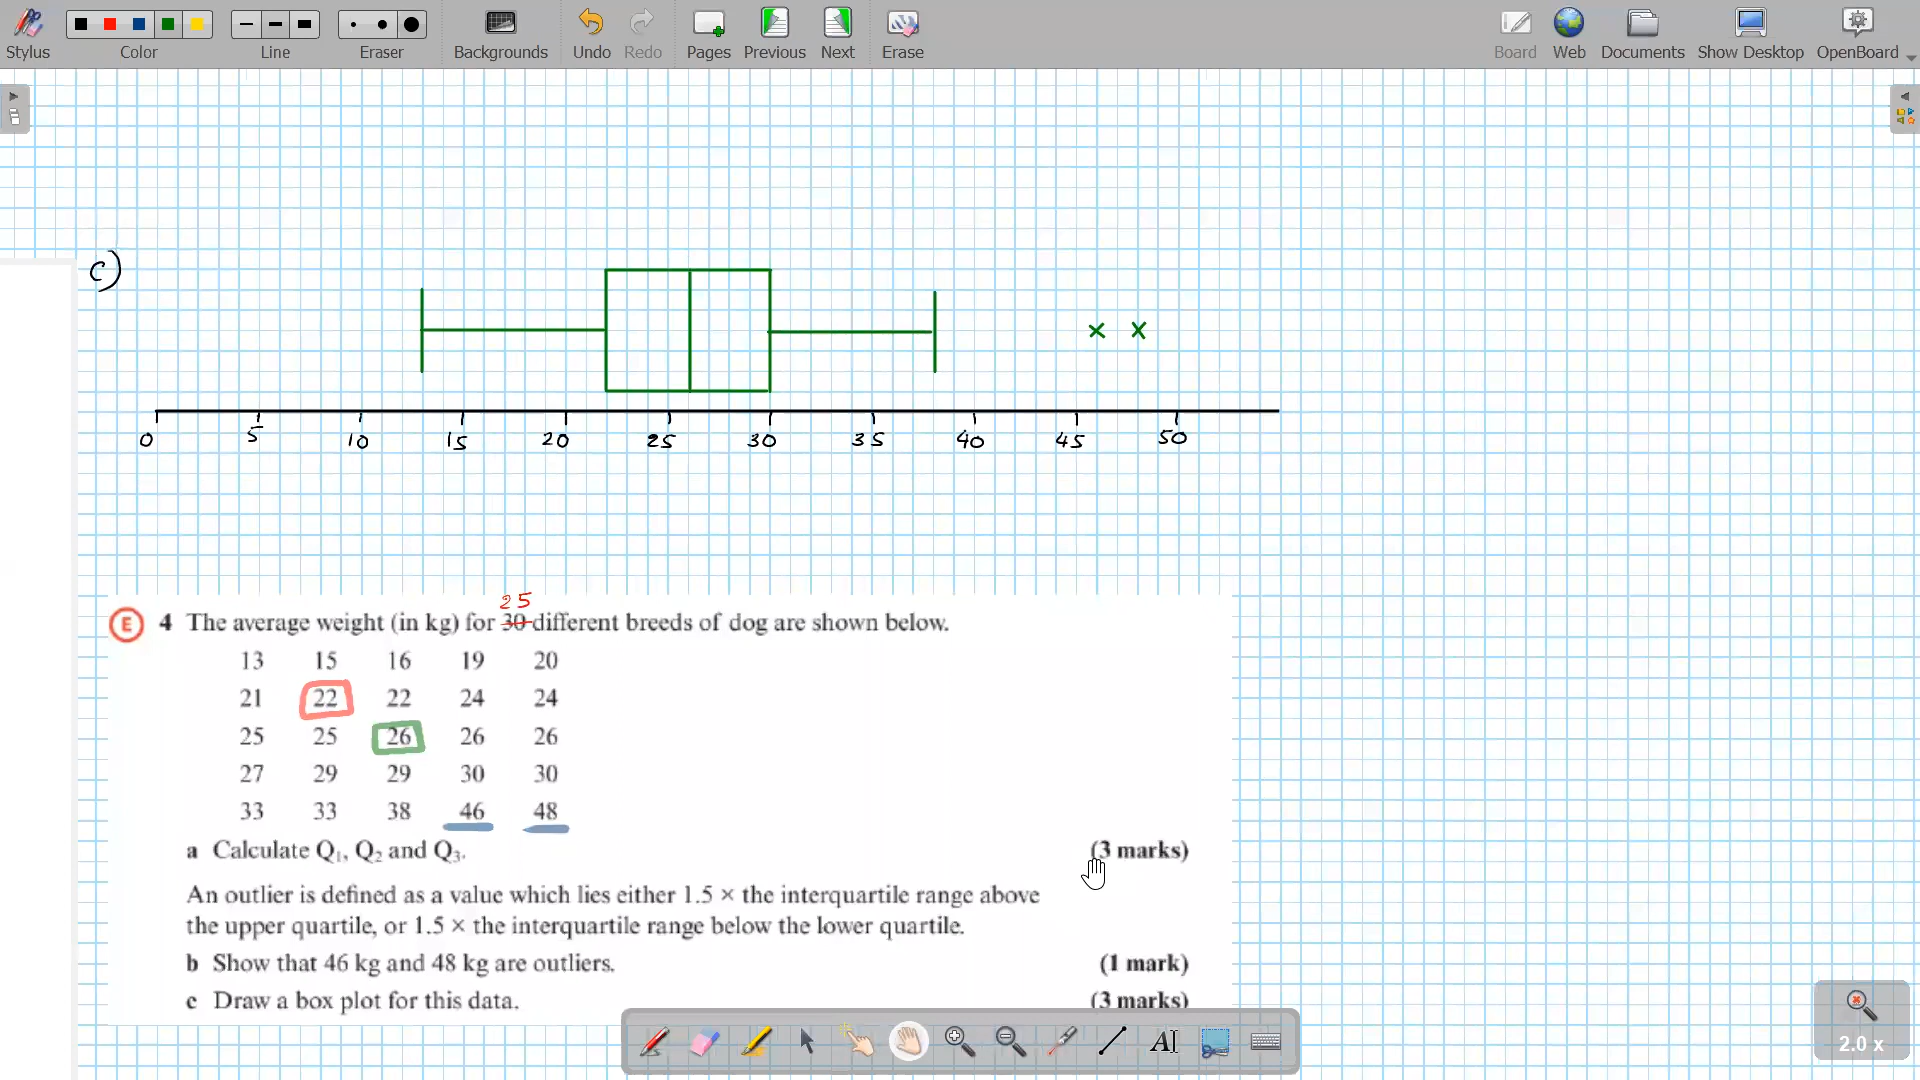 Stylus Color Line Eraser Backgrounds Undo Redo Pages Previous Next Erase Board Web Documents Show Desktop OpenBoard
c)
0 5 10 15 20 25 30 35 40 45 50
25
E 4 The average weight (in kg) for 30 different breeds of dog are shown below.
13 15 16 19 20
21 22 22 24 24
25 25 26 26 26
27 29 29 30 30
33 33 38 46 48
a Calculate Q₁, Q₂ and Q₃. (3 marks)
An outlier is defined as a value which lies either 1.5 × the interquartile range above
the upper quartile, or 1.5 × the interquartile range below the lower quartile.
b Show that 46 kg and 48 kg are outliers. (1 mark)
c Draw a box plot for this data. (3 marks)
2.0 x